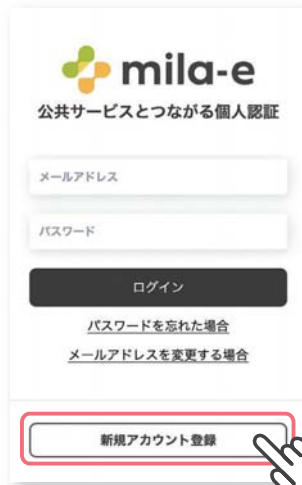 mila-e
公共サービスとつながる個人認証
メールアドレス
パスワード
ログイン
パスワードを忘れた場合
メールアドレスを変更する場合
新規アカウント登録